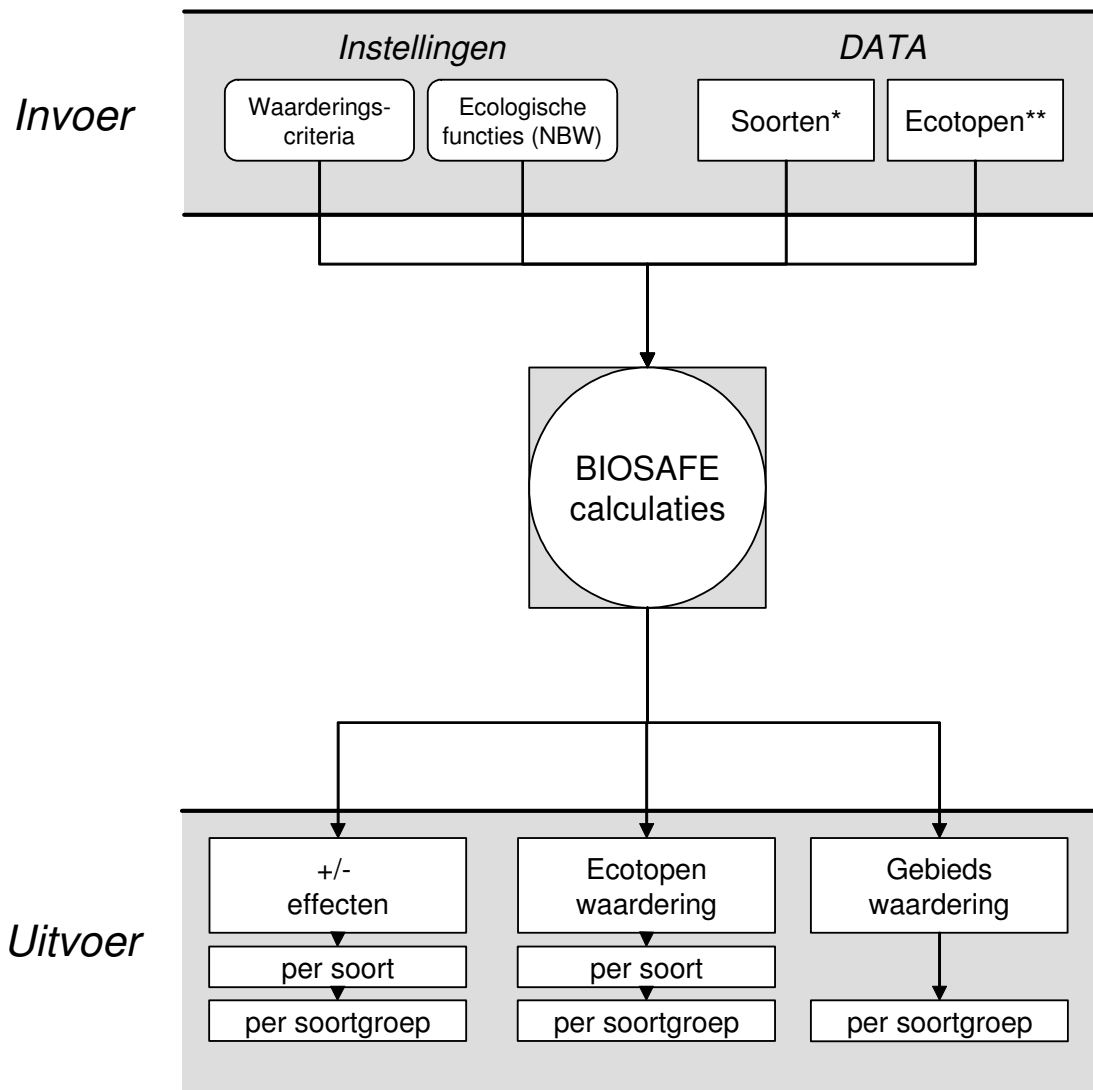 Invoer
Instellingen
DATA
Waarderings-
criteria
Ecologische
functies (NBW)
Soorten*
Ecotopen**
BIOSAFE
calculaties
Uitvoer
+/-
effecten
per soort
per soortgroep
Ecotopen
waardering
per soort
per soortgroep
Gebieds
waardering
per soortgroep